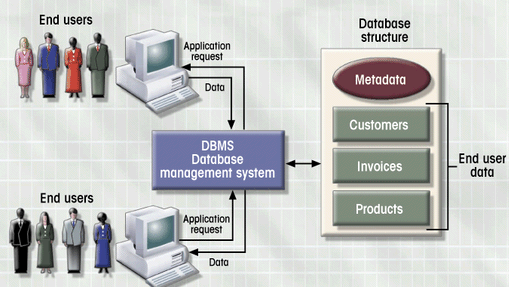 End users
Application
request
Data
Database
structure
Metadata
Customers
Invoices
Products
End user
data
DBMS
Database
management system
End users
Application
request
Data